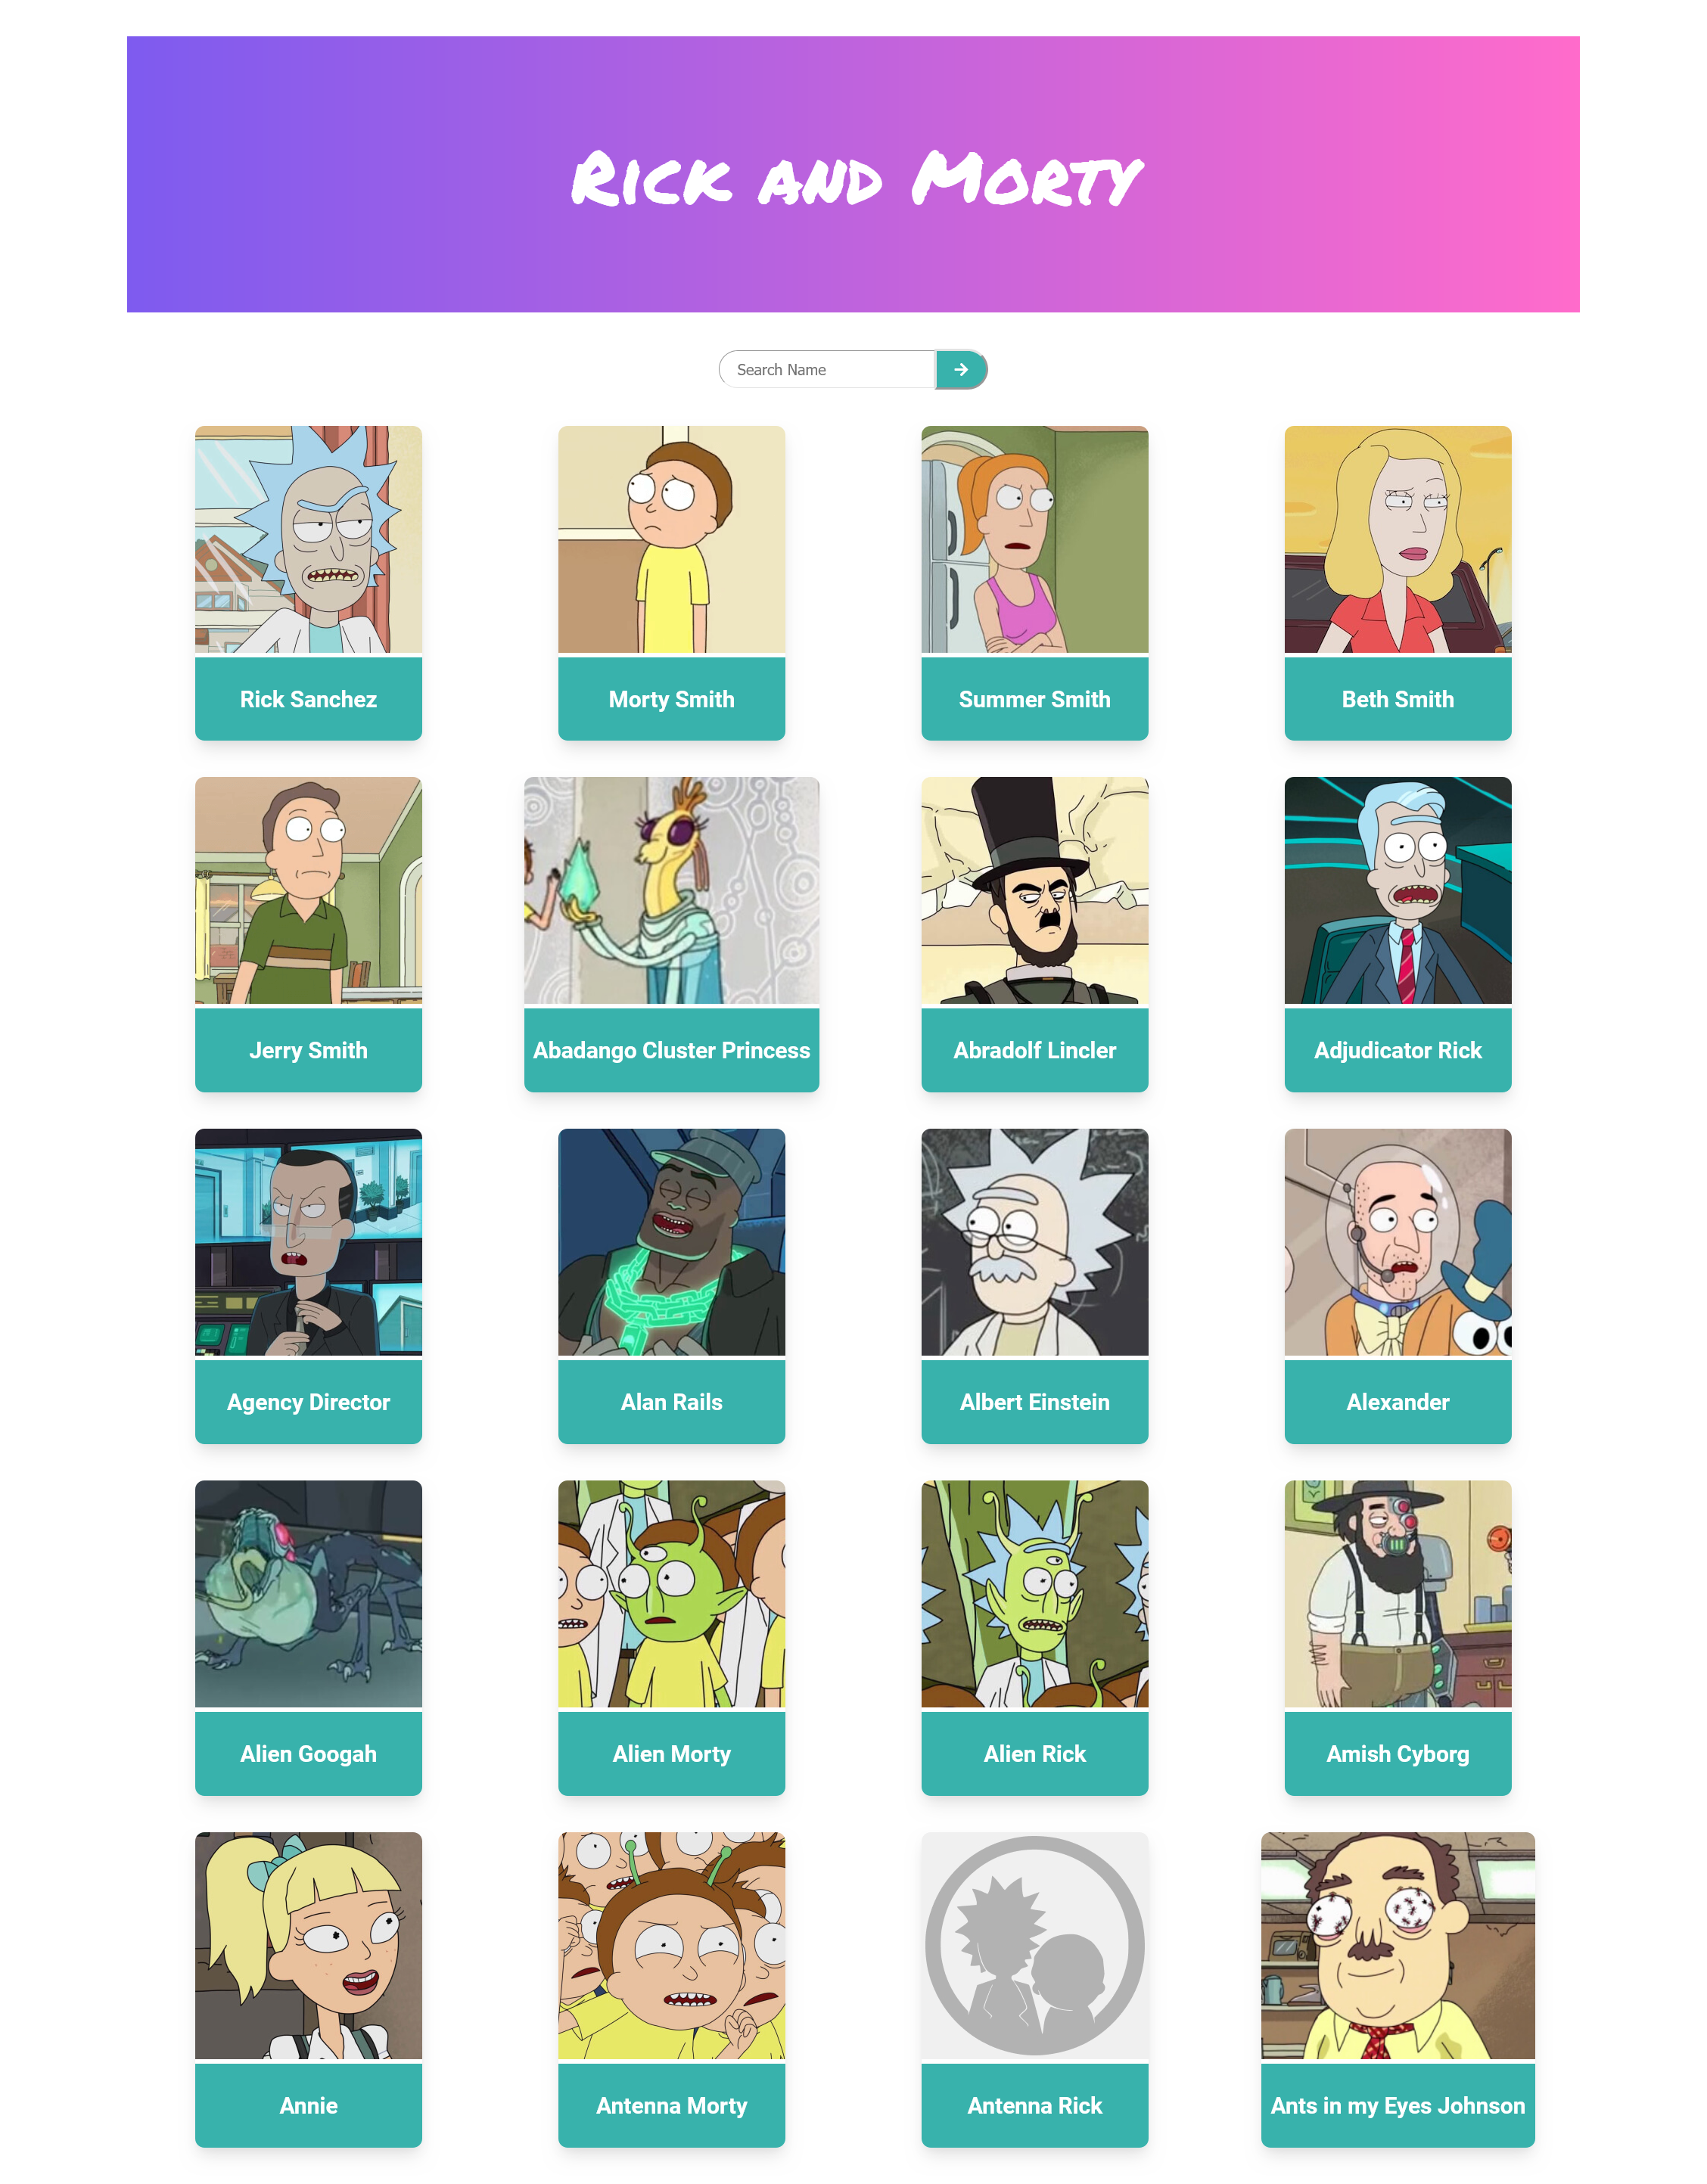 Rick and Morty
Search Name
Rick Sanchez
Morty Smith
Summer Smith
Beth Smith
Jerry Smith
Abadango Cluster Princess
Abradolf Lincler
Adjudicator Rick
Agency Director
Alan Rails
Albert Einstein
Alexander
Alien Googah
Alien Morty
Alien Rick
Amish Cyborg
Annie
Antenna Morty
Antenna Rick
Ants in my Eyes Johnson